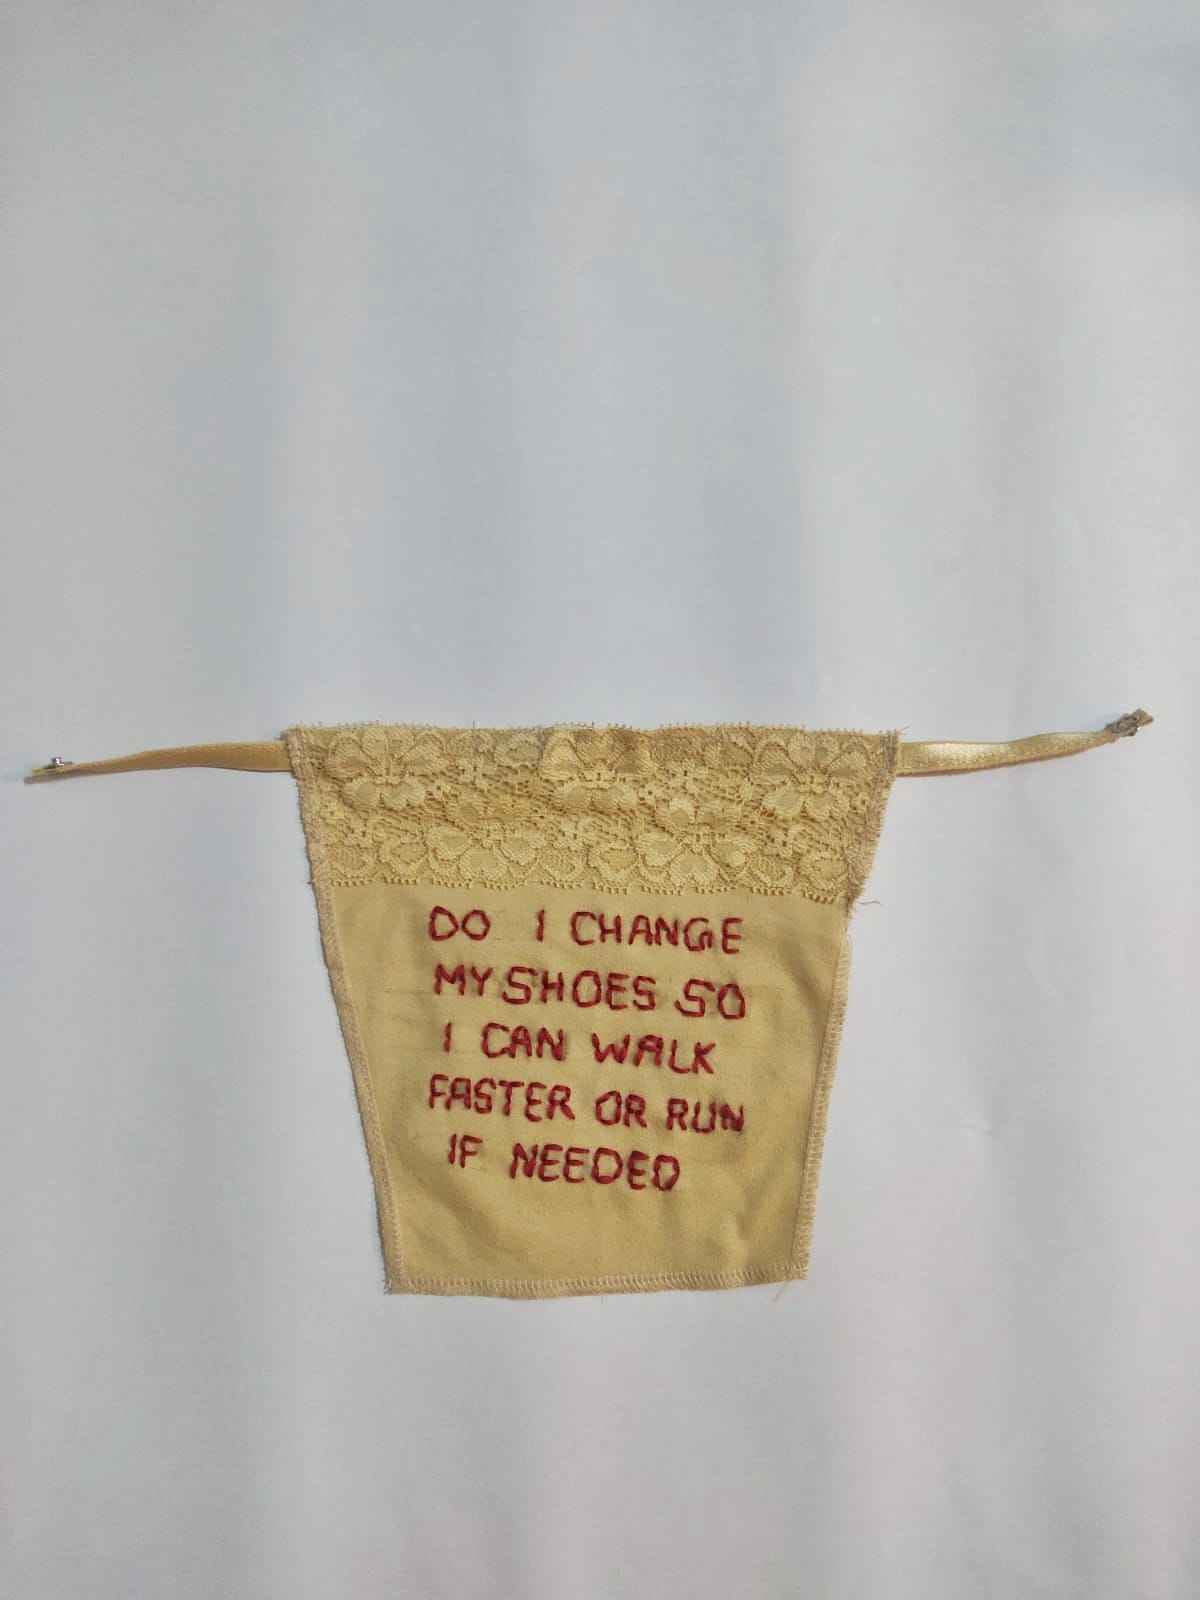 DO I CHANGE
MY SHOES SO
I CAN WALK
FASTER OR RUN
IF NEEDED